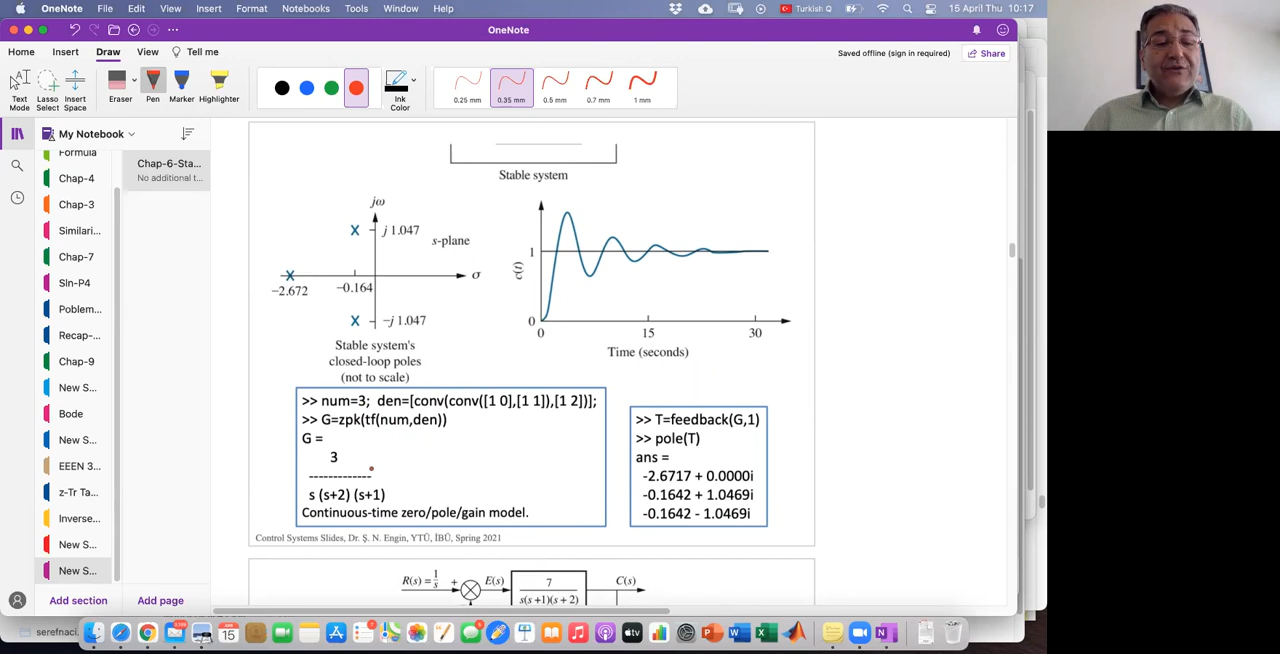 OneNote File Edit View Insert Format Notebooks Tools Window Help Turkish Q 15 April Thu 10:17
OneNote
Home Insert Draw View Tell me
Saved offline (sign in required) Share
Text Mode Lasso Select Insert Space Eraser Pen Marker Highlighter Ink Color 0.25 mm 0.35 mm 0.5 mm 0.7 mm 1 mm
My Notebook
Formula
Chap-4
Chap-3
Similari...
Chap-7
Sln-P4
Poblem...
Recap-...
Chap-9
New S...
Bode
New S...
EEEN 3...
z-Tr Ta...
Inverse...
New S...
New S...
Add section
Chap-6-Sta...
No additional t...
Add page
Stable system
jω
j 1.047
s-plane
σ
−2.672
−0.164
−j 1.047
Stable system's
closed-loop poles
(not to scale)
c(t)
1
0
0 15 30
Time (seconds)
>> num=3; den=[conv(conv([1 0],[1 1]),[1 2])];
>> G=zpk(tf(num,den))
G =
3
-------------
s (s+2) (s+1)
Continuous-time zero/pole/gain model.
>> T=feedback(G,1)
>> pole(T)
ans =
-2.6717 + 0.0000i
-0.1642 + 1.0469i
-0.1642 - 1.0469i
Control Systems Slides, Dr. Ş. N. Engin, YTÜ, İBÜ, Spring 2021
R(s) = 1/s + E(s) 7 C(s)
s(s +1)(s + 2)
serefnaci
15
tv